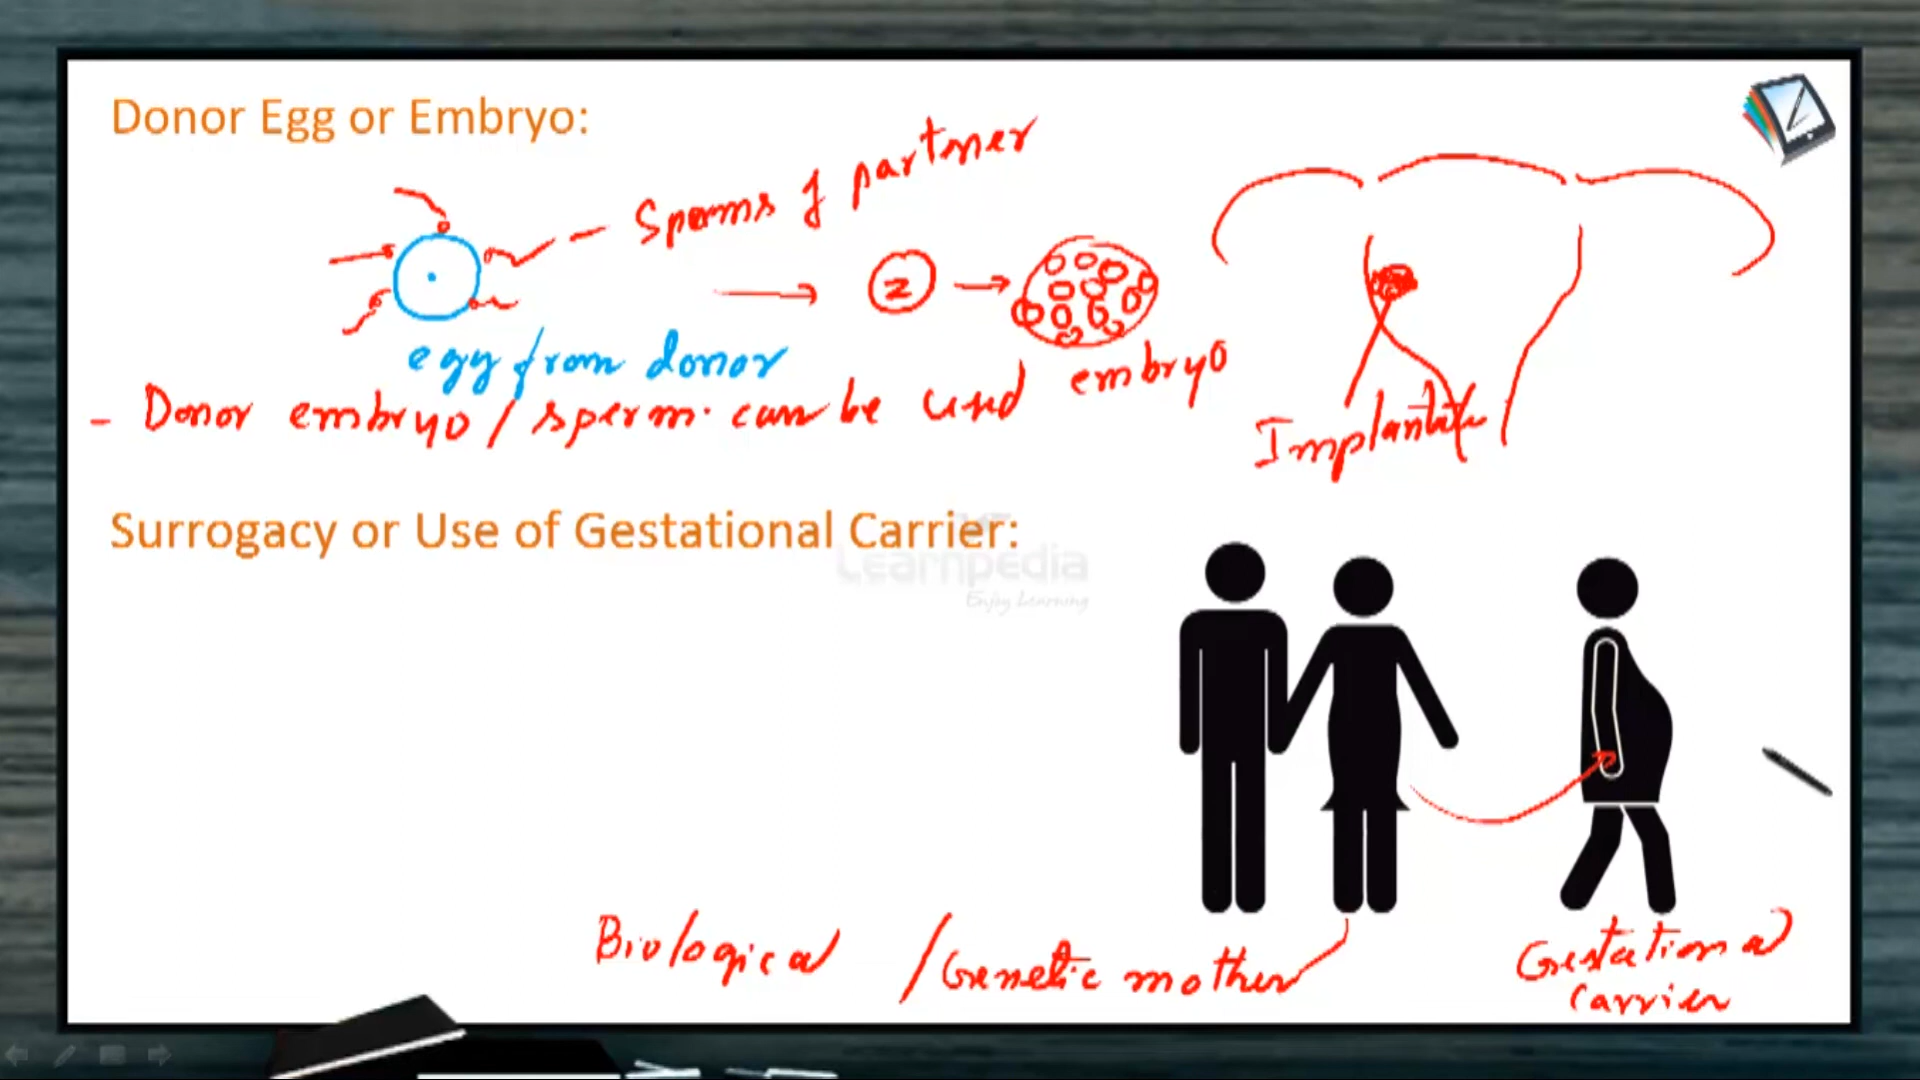 Donor Egg or Embryo:
Sperms of partner
z
egg from donor
embryo
- Donor embryo / sperm can be used
Surrogacy or Use of Gestational Carrier:
Learnpedia
Enjoy Learning
Biological / Genetic mother
Gestational
carrier